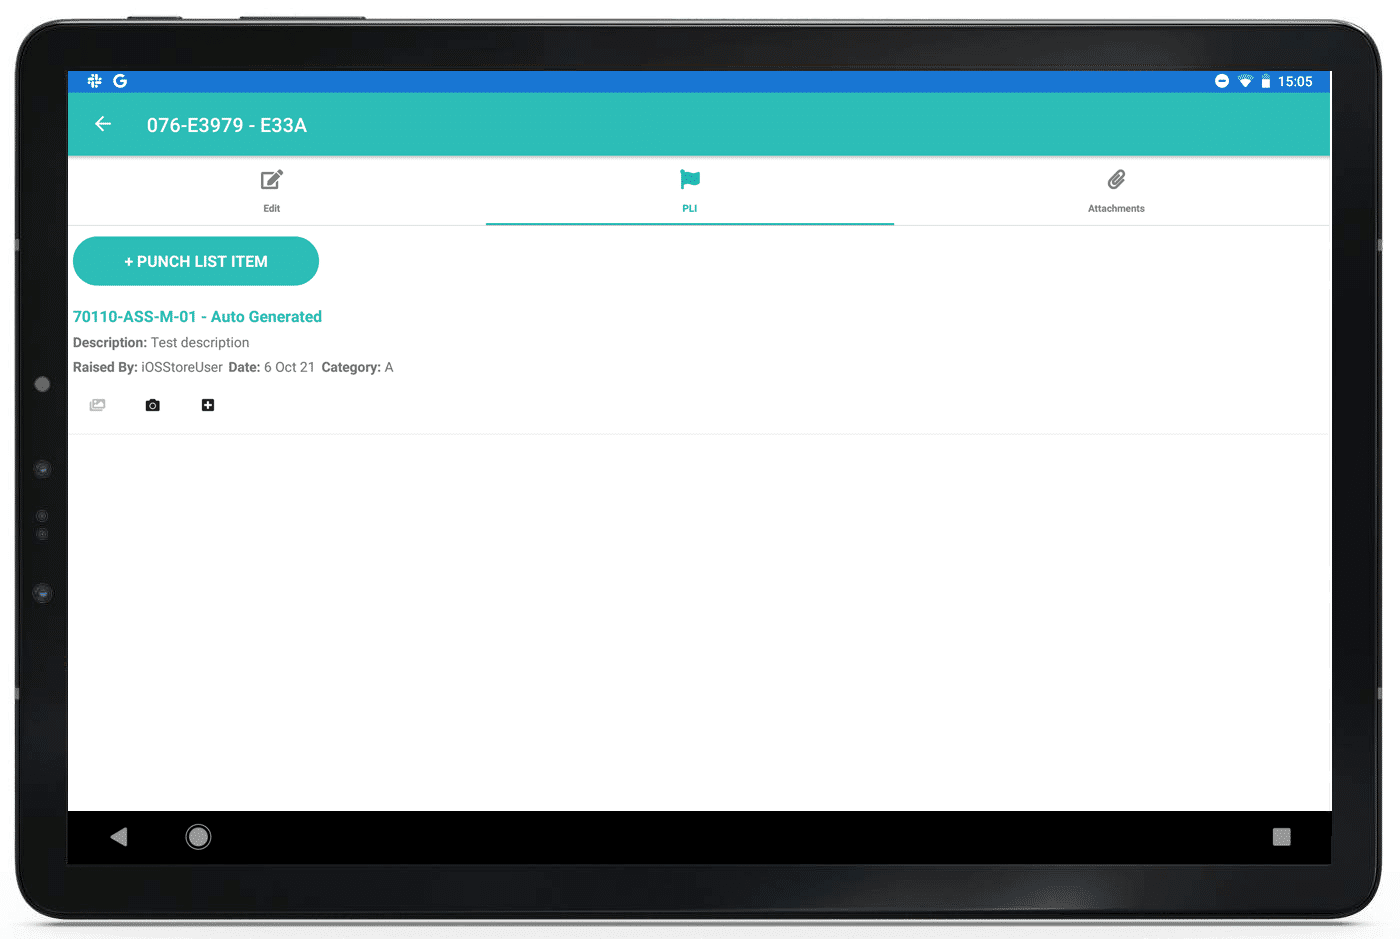 15:05
076-E3979 - E33A
Edit
PLI
Attachments
+ PUNCH LIST ITEM
70110-ASS-M-01 - Auto Generated
Description: Test description
Raised By: iOSStoreUser Date: 6 Oct 21 Category: A